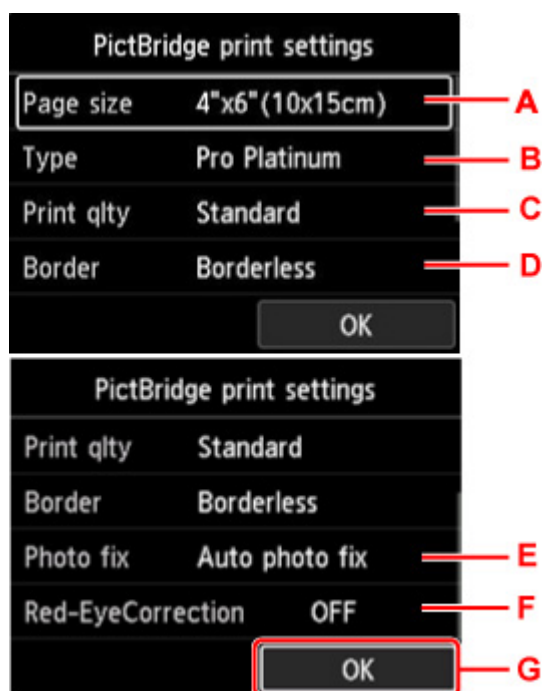 PictBridge print settings
Page size 4"x6"(10x15cm) A
Type Pro Platinum B
Print qlty Standard C
Border Borderless D
OK
PictBridge print settings
Print qlty Standard
Border Borderless
Photo fix Auto photo fix E
Red-EyeCorrection OFF F
OK G